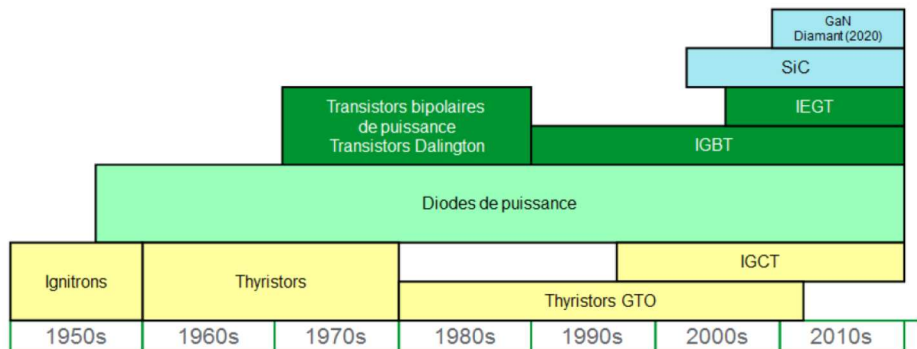 GaN
Diamant(2020)
SiC
Transistors bipolaires
de puissance
Transistors Dalington
IEGT
IGBT
Diodes de puissance
Ignitrons
Thyristors
IGCT
Thyristors GTO
1950s
1960s
1970s
1980s
1990s
2000s
2010s